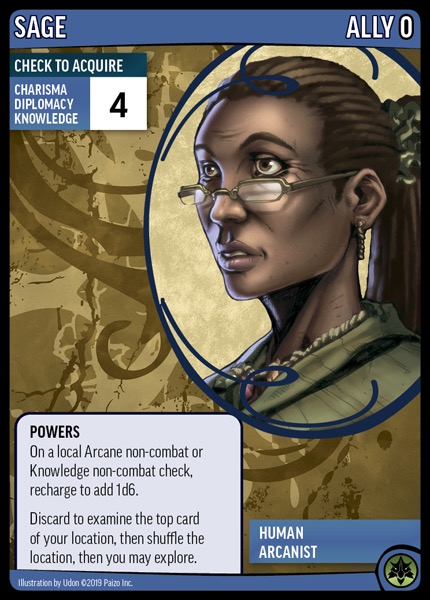 SAGE
ALLY 0
CHECK TO ACQUIRE
CHARISMA
DIPLOMACY
KNOWLEDGE
4
POWERS
On a local Arcane non-combat or
Knowledge non-combat check,
recharge to add 1d6.
Discard to examine the top card
of your location, then shuffle the
location, then you may explore.
HUMAN
ARCANIST
Illustration by Udon ©2019 Paizo Inc.